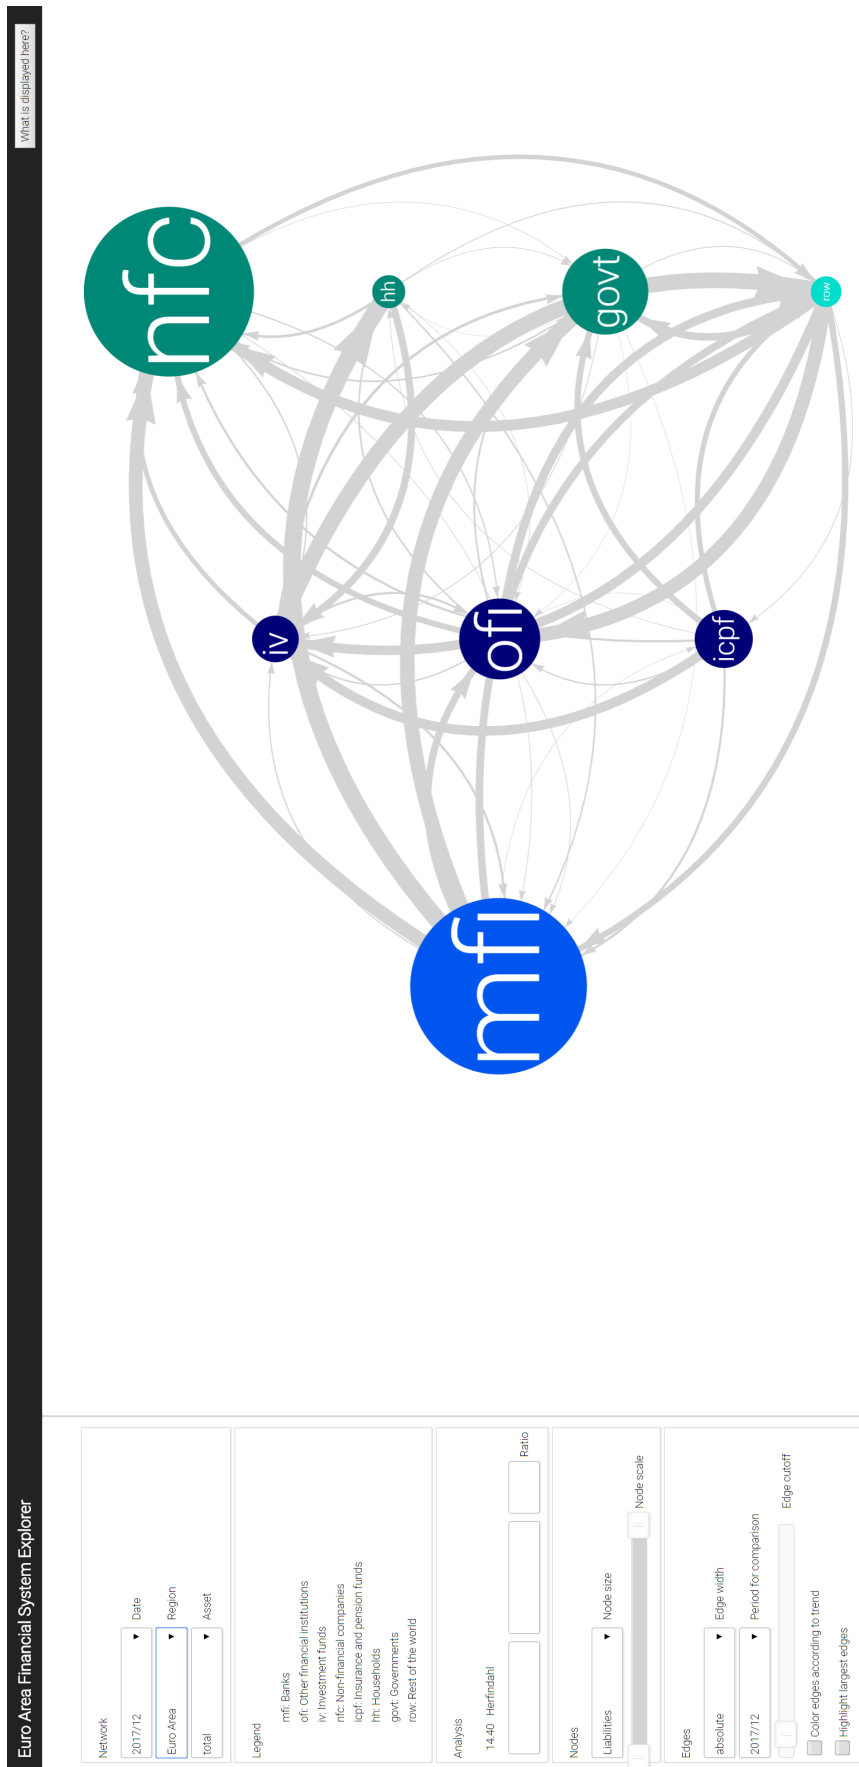 Euro Area Financial System Explorer
What is displayed here?
Network
2017/12 ▼ Date
Euro Area ▼ Region
total ▼ Asset
Legend
mfi: Banks
ofi: Other financial institutions
iv: Investment funds
nfc: Non-financial companies
icpf: Insurance and pension funds
hh: Households
govt: Governments
row: Rest of the world
Analysis
14.40 Herfindahl
Ratio
Nodes
Liabilities ▼ Node size
Node scale
Edges
absolute ▼ Edge width
2017/12 ▼ Period for comparison
Edge cutoff
Color edges according to trend
Highlight largest edges
nfc
hh
govt
row
iv
ofi
icpf
mfi